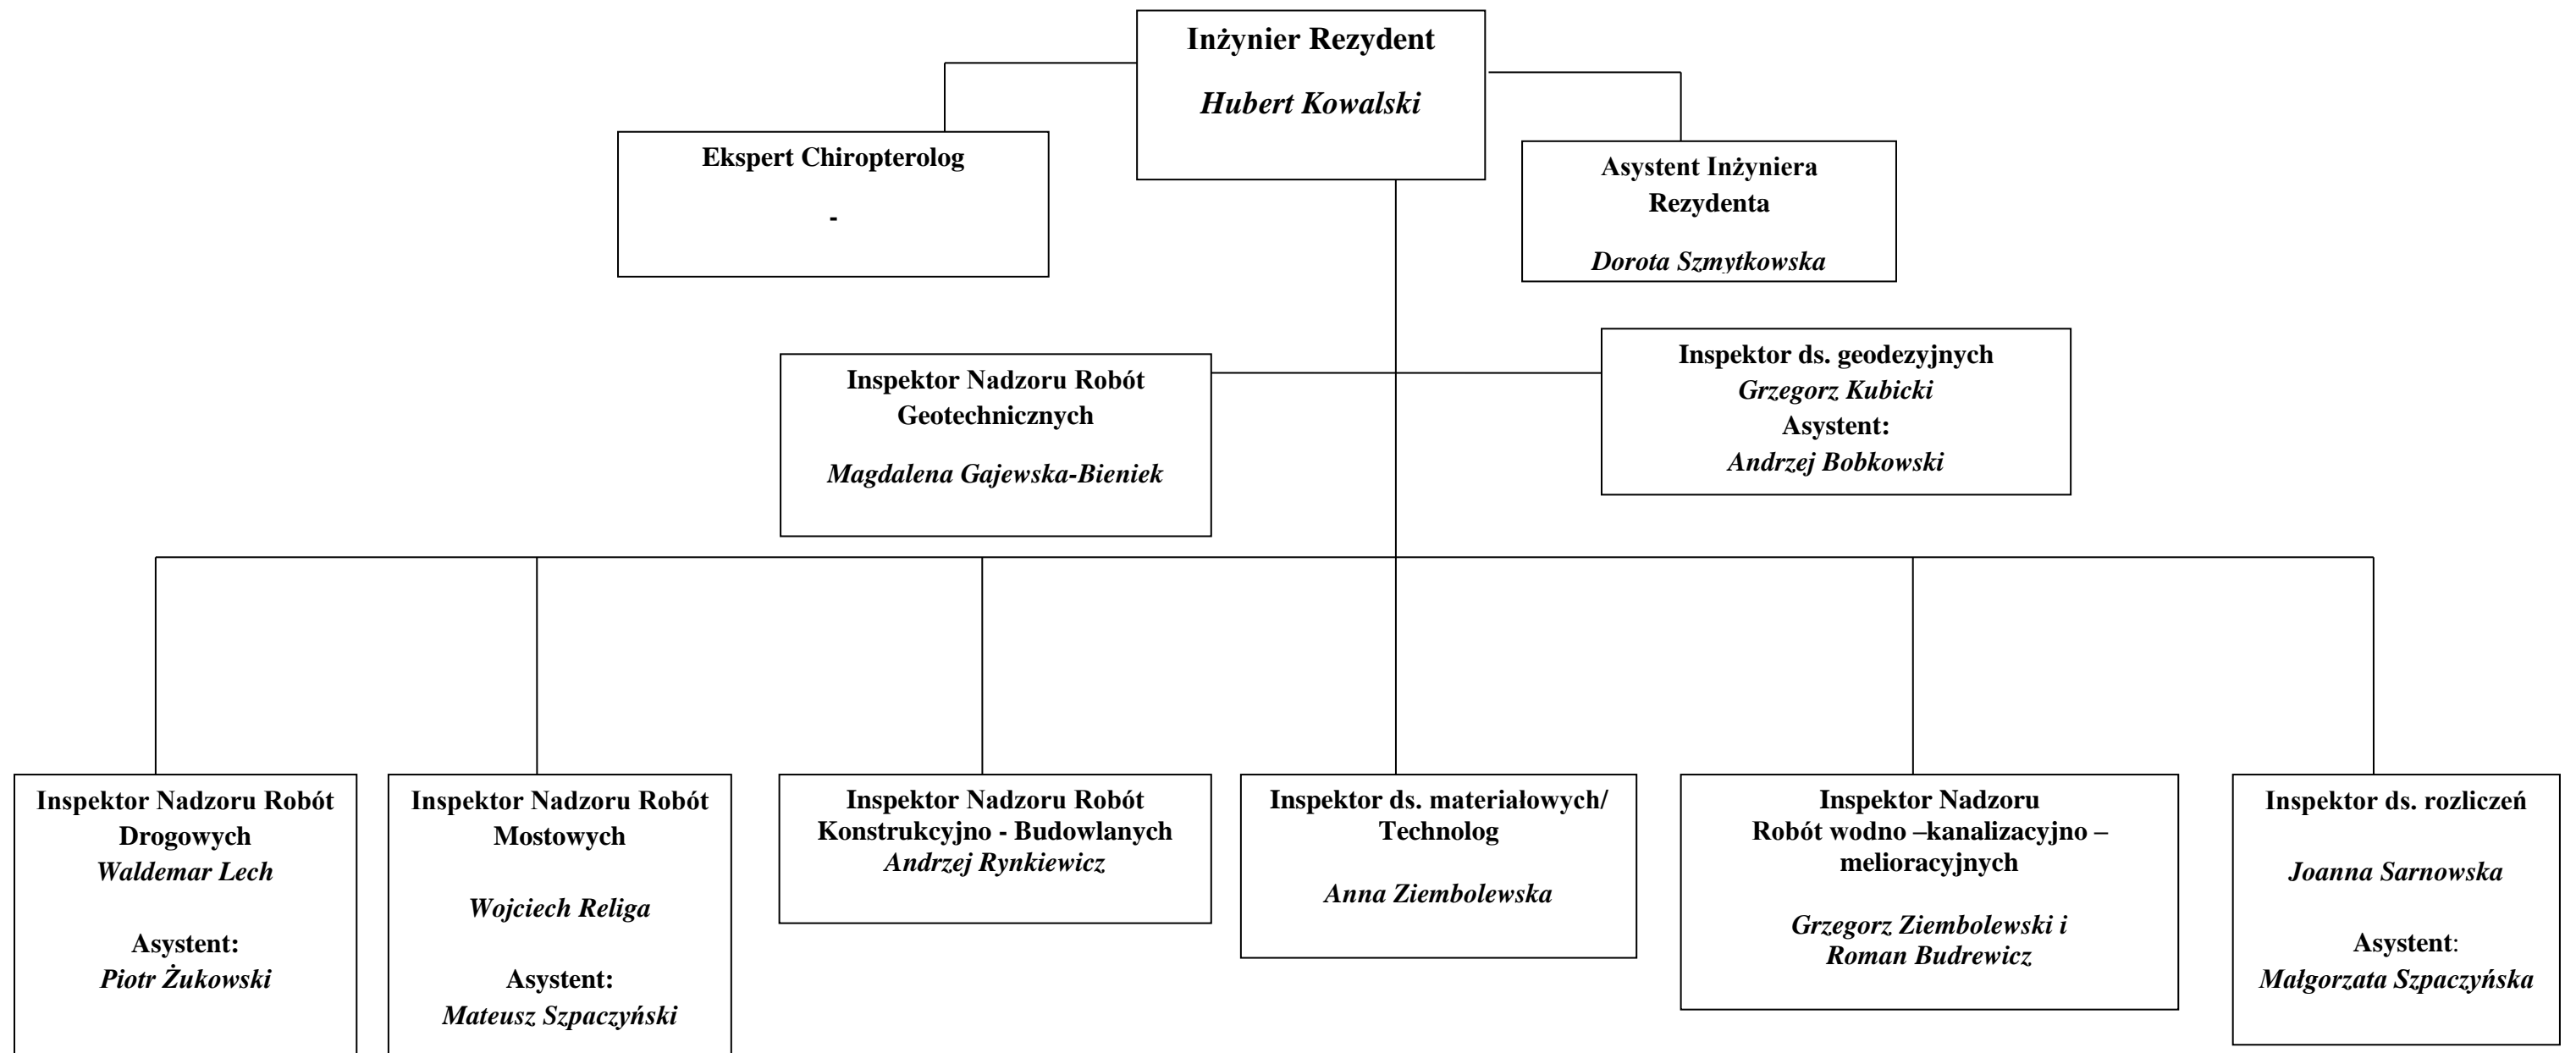 Inżynier Rezydent
Hubert Kowalski
Ekspert Chiropterolog
-
Asystent Inżyniera
Rezydenta
Dorota Szmytkowska
Inspektor Nadzoru Robót
Geotechnicznych
Magdalena Gajewska-Bieniek
Inspektor ds. geodezyjnych
Grzegorz Kubicki
Asystent:
Andrzej Bobkowski
Inspektor Nadzoru Robót
Drogowych
Waldemar Lech
Asystent:
Piotr Żukowski
Inspektor Nadzoru Robót
Mostowych
Wojciech Religa
Asystent:
Mateusz Szpaczyński
Inspektor Nadzoru Robót
Konstrukcyjno - Budowlanych
Andrzej Rynkiewicz
Inspektor ds. materiałowych/
Technolog
Anna Ziembolewska
Inspektor Nadzoru
Robót wodno –kanalizacyjno –
melioracyjnych
Grzegorz Ziembolewski i
Roman Budrewicz
Inspektor ds. rozliczeń
Joanna Sarnowska
Asystent:
Małgorzata Szpaczyńska